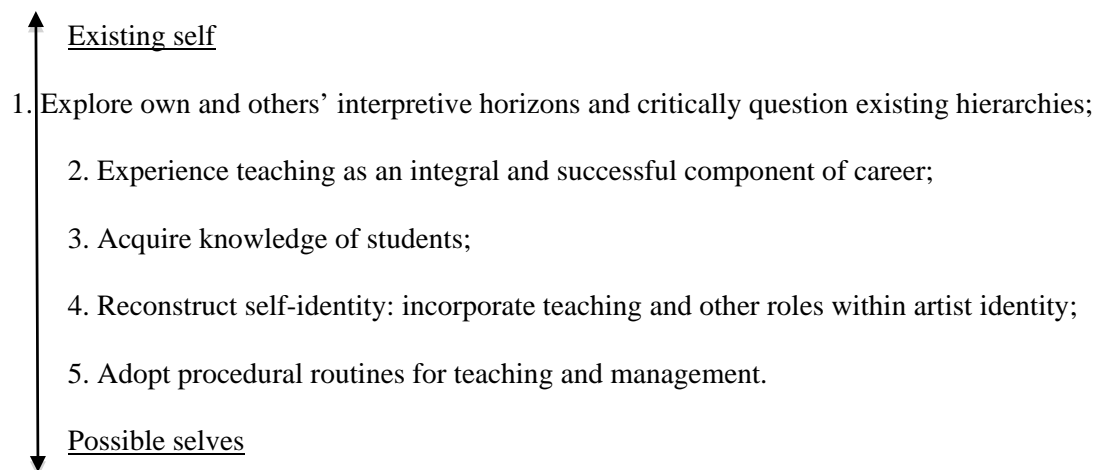 Existing self
1. Explore own and others’ interpretive horizons and critically question existing hierarchies;
2. Experience teaching as an integral and successful component of career;
3. Acquire knowledge of students;
4. Reconstruct self-identity: incorporate teaching and other roles within artist identity;
5. Adopt procedural routines for teaching and management.
Possible selves